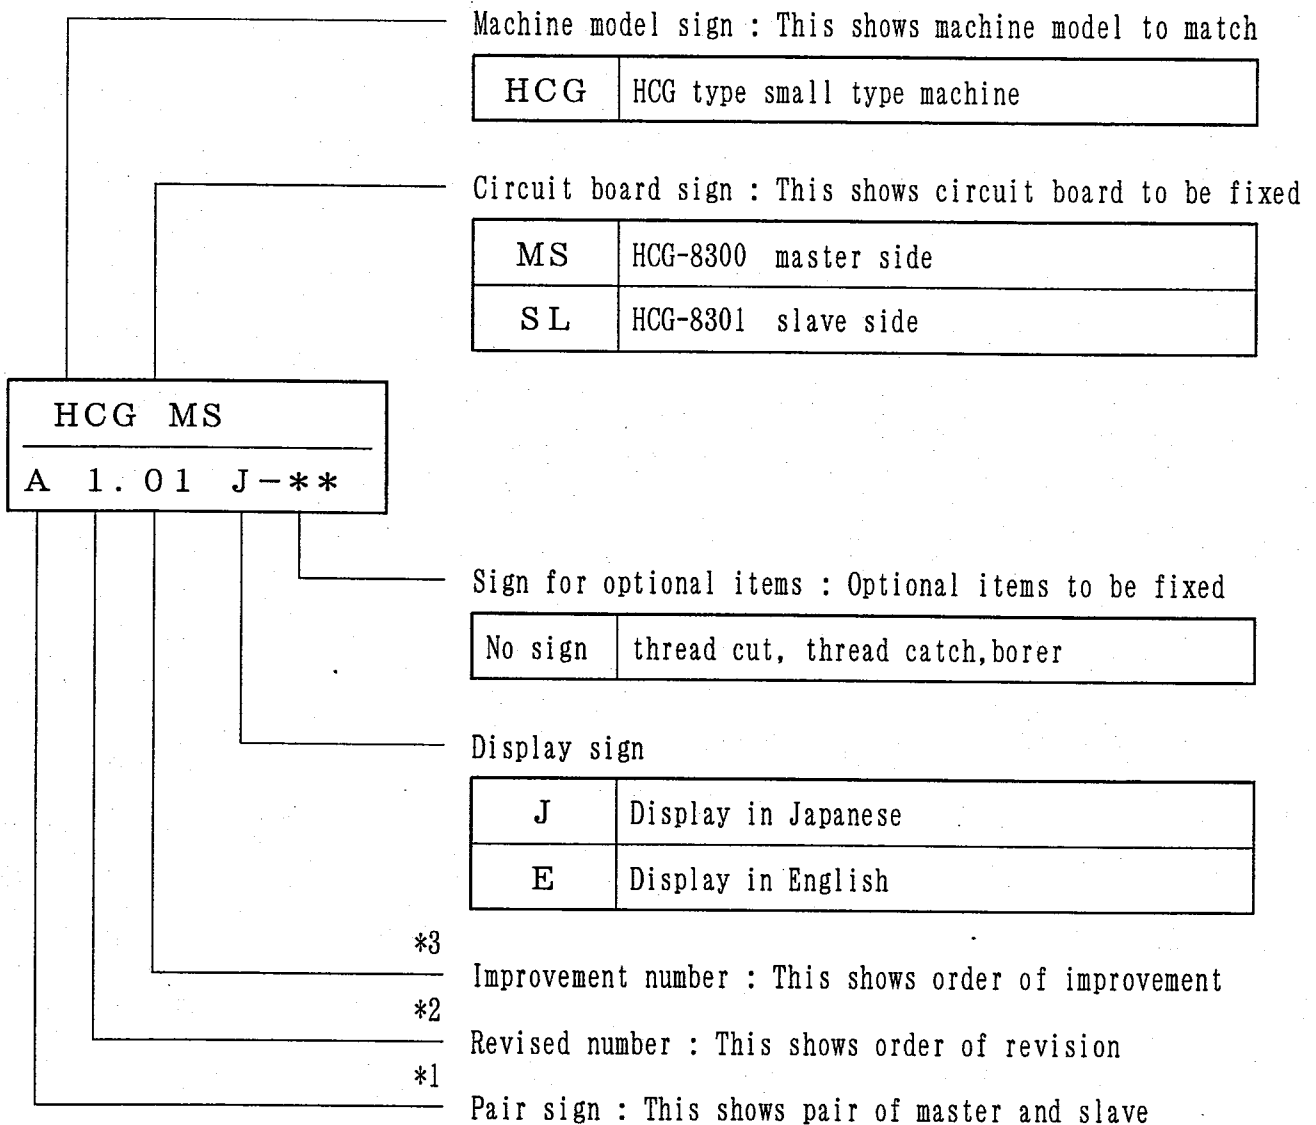 Machine model sign : This shows machine model to match
HCG HCG type small type machine
Circuit board sign : This shows circuit board to be fixed
MS HCG-8300 master side
SL HCG-8301 slave side
HCG MS
A 1.01 J-**
Sign for optional items : Optional items to be fixed
No sign thread cut, thread catch,borer
Display sign
J Display in Japanese
E Display in English
*3
Improvement number : This shows order of improvement
*2
Revised number : This shows order of revision
*1
Pair sign : This shows pair of master and slave